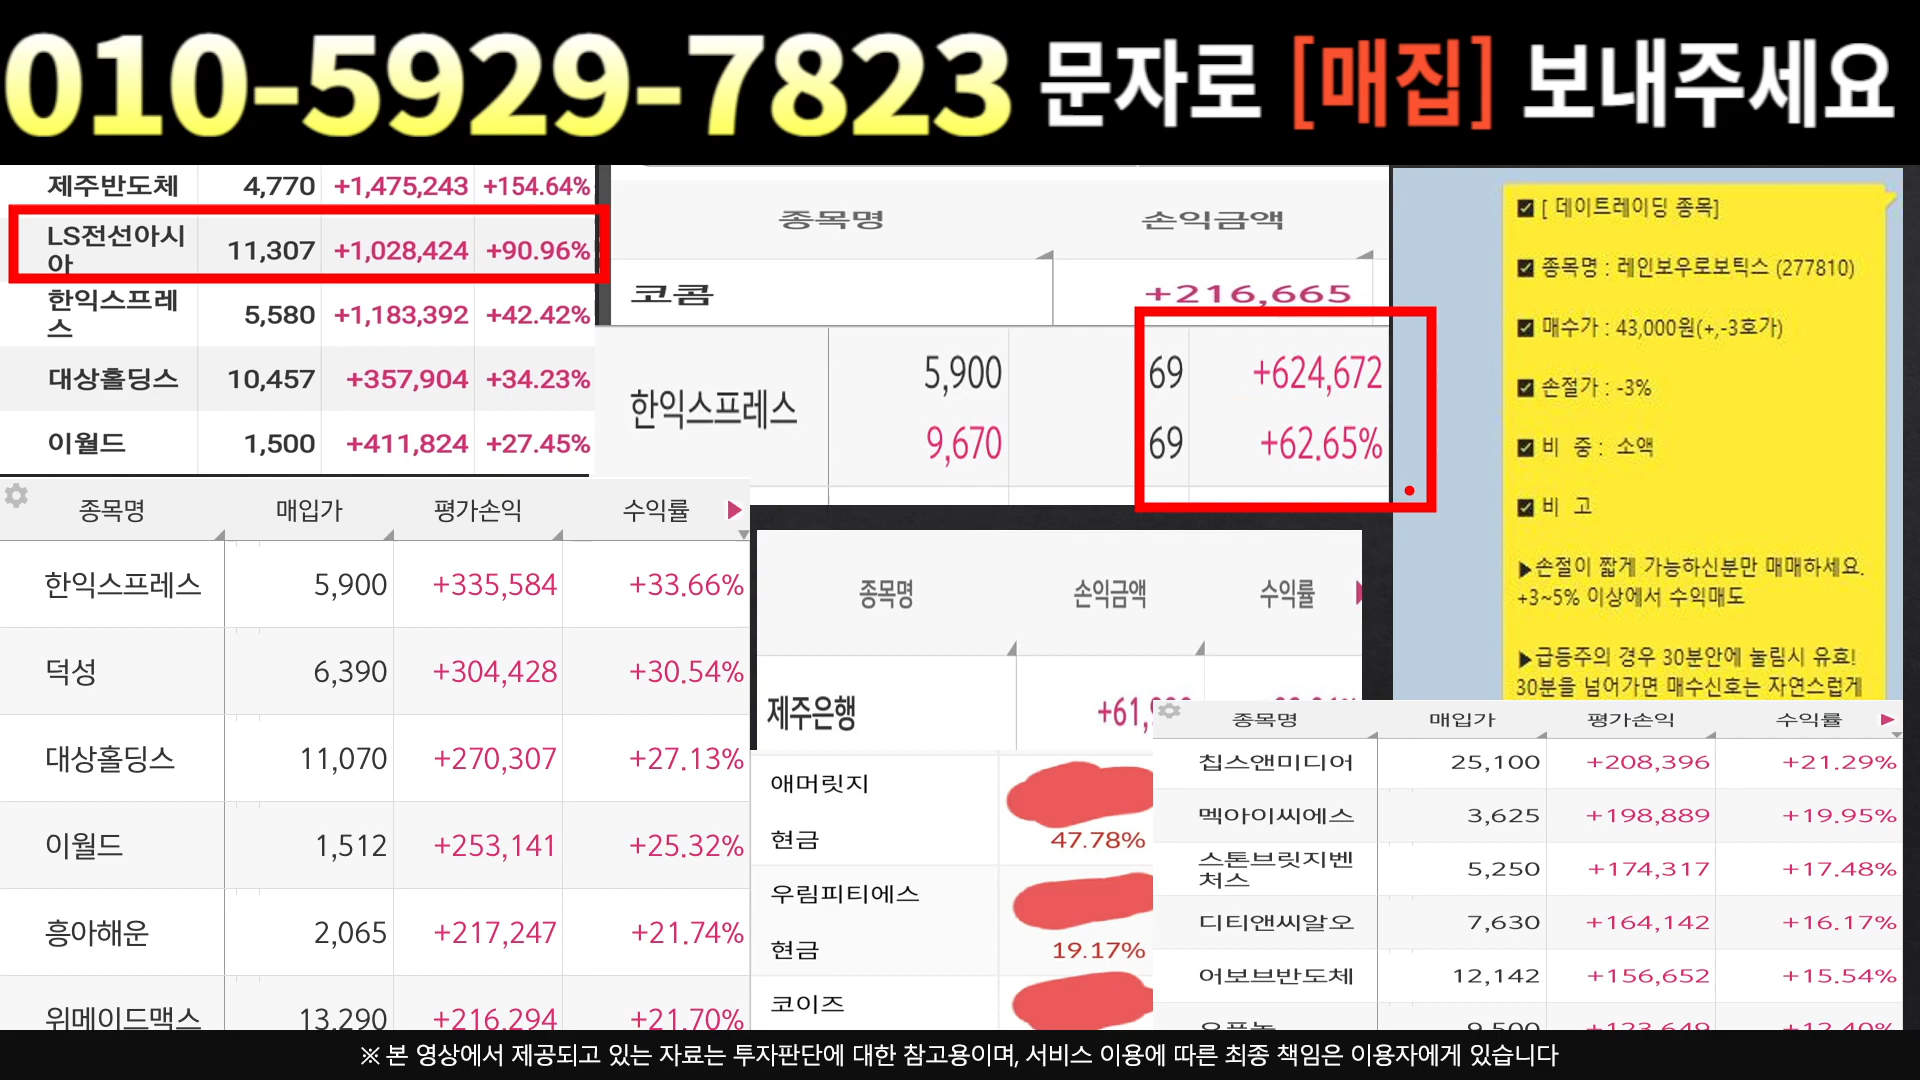 010-5929-7823 문자로 [매집] 보내주세요
제주반도체 4,770 +1,475,243 +154.64%
LS전선아시
아 11,307 +1,028,424 +90.96%
한익스프레
스 5,580 +1,183,392 +42.42%
대상홀딩스 10,457 +357,904 +34.23%
이월드 1,500 +411,824 +27.45%
종목명 손익금액
코콤 +216,665
한익스프레스
5,900 69 +624,672
9,670 69 +62.65%
☑ [ 데이트레이딩 종목]
☑ 종목명 : 레인보우로보틱스 (277810)
☑ 매수가 : 43,000원(+,-3호가)
☑ 손절가 : -3%
☑ 비 중 : 소액
☑ 비 고
▶손절이 짧게 가능하신분만 매매하세요.
+3~5% 이상에서 수익매도
▶급등주의 경우 30분안에 눌림시 유효!
30분을 넘어가면 매수신호는 자연스럽게
종목명 매입가 평가손익 수익률
한익스프레스 5,900 +335,584 +33.66%
덕성 6,390 +304,428 +30.54%
대상홀딩스 11,070 +270,307 +27.13%
이월드 1,512 +253,141 +25.32%
흥아해운 2,065 +217,247 +21.74%
위메이드맥스 13,290 +216,294 +21.70%
종목명 손익금액 수익률
제주은행 +61,
애머릿지
현금 47.78%
우림피티에스
현금 19.17%
코이즈
종목명 매입가 평가손익 수익률
칩스앤미디어 25,100 +208,396 +21.29%
멕아이씨에스 3,625 +198,889 +19.95%
스톤브릿지벤
처스 5,250 +174,317 +17.48%
디티앤씨알오 7,630 +164,142 +16.17%
어보브반도체 12,142 +156,652 +15.54%
※ 본 영상에서 제공되고 있는 자료는 투자판단에 대한 참고용이며, 서비스 이용에 따른 최종 책임은 이용자에게 있습니다